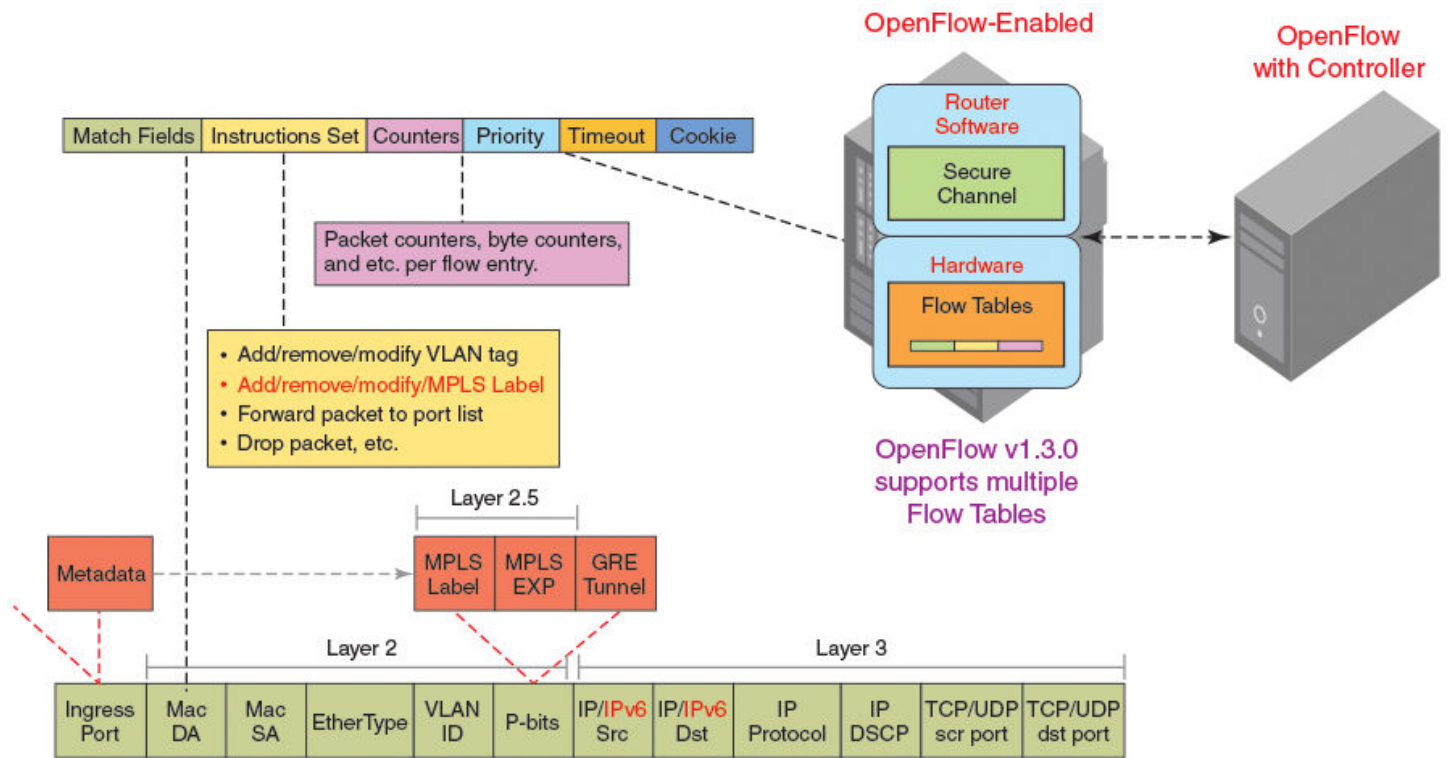 OpenFlow-Enabled
OpenFlow
with Controller
Router
Software
Secure
Channel
Hardware
Flow Tables
OpenFlow v1.3.0
supports multiple
Flow Tables
Match Fields
Instructions Set
Counters
Priority
Timeout
Cookie
Packet counters, byte counters,
and etc. per flow entry.
• Add/remove/modify VLAN tag
• Add/remove/modify/MPLS Label
• Forward packet to port list
• Drop packet, etc.
Layer 2.5
Metadata
MPLS
Label
MPLS
EXP
GRE
Tunnel
Layer 2
Layer 3
Ingress
Port
Mac
DA
Mac
SA
EtherType
VLAN
ID
P-bits
IP/IPv6
Src
IP/IPv6
Dst
IP
Protocol
IP
DSCP
TCP/UDP
scr port
TCP/UDP
dst port